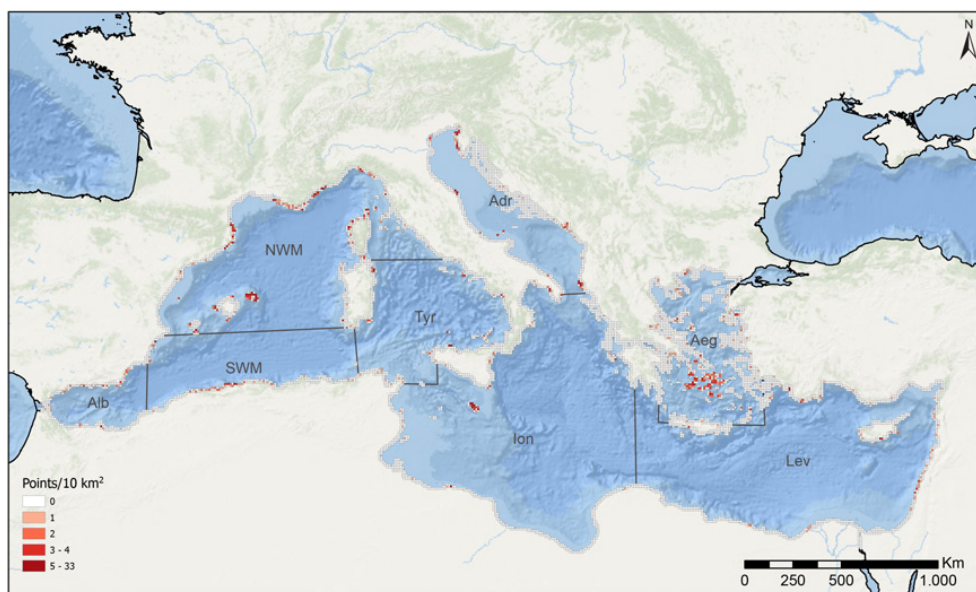 N
Adr
NWM
Tyr
Aeg
SWM
Alb
Ion
Lev
Points/10 km²
0
1
2
3 - 4
5 - 33
Km
0 250 500 1.000